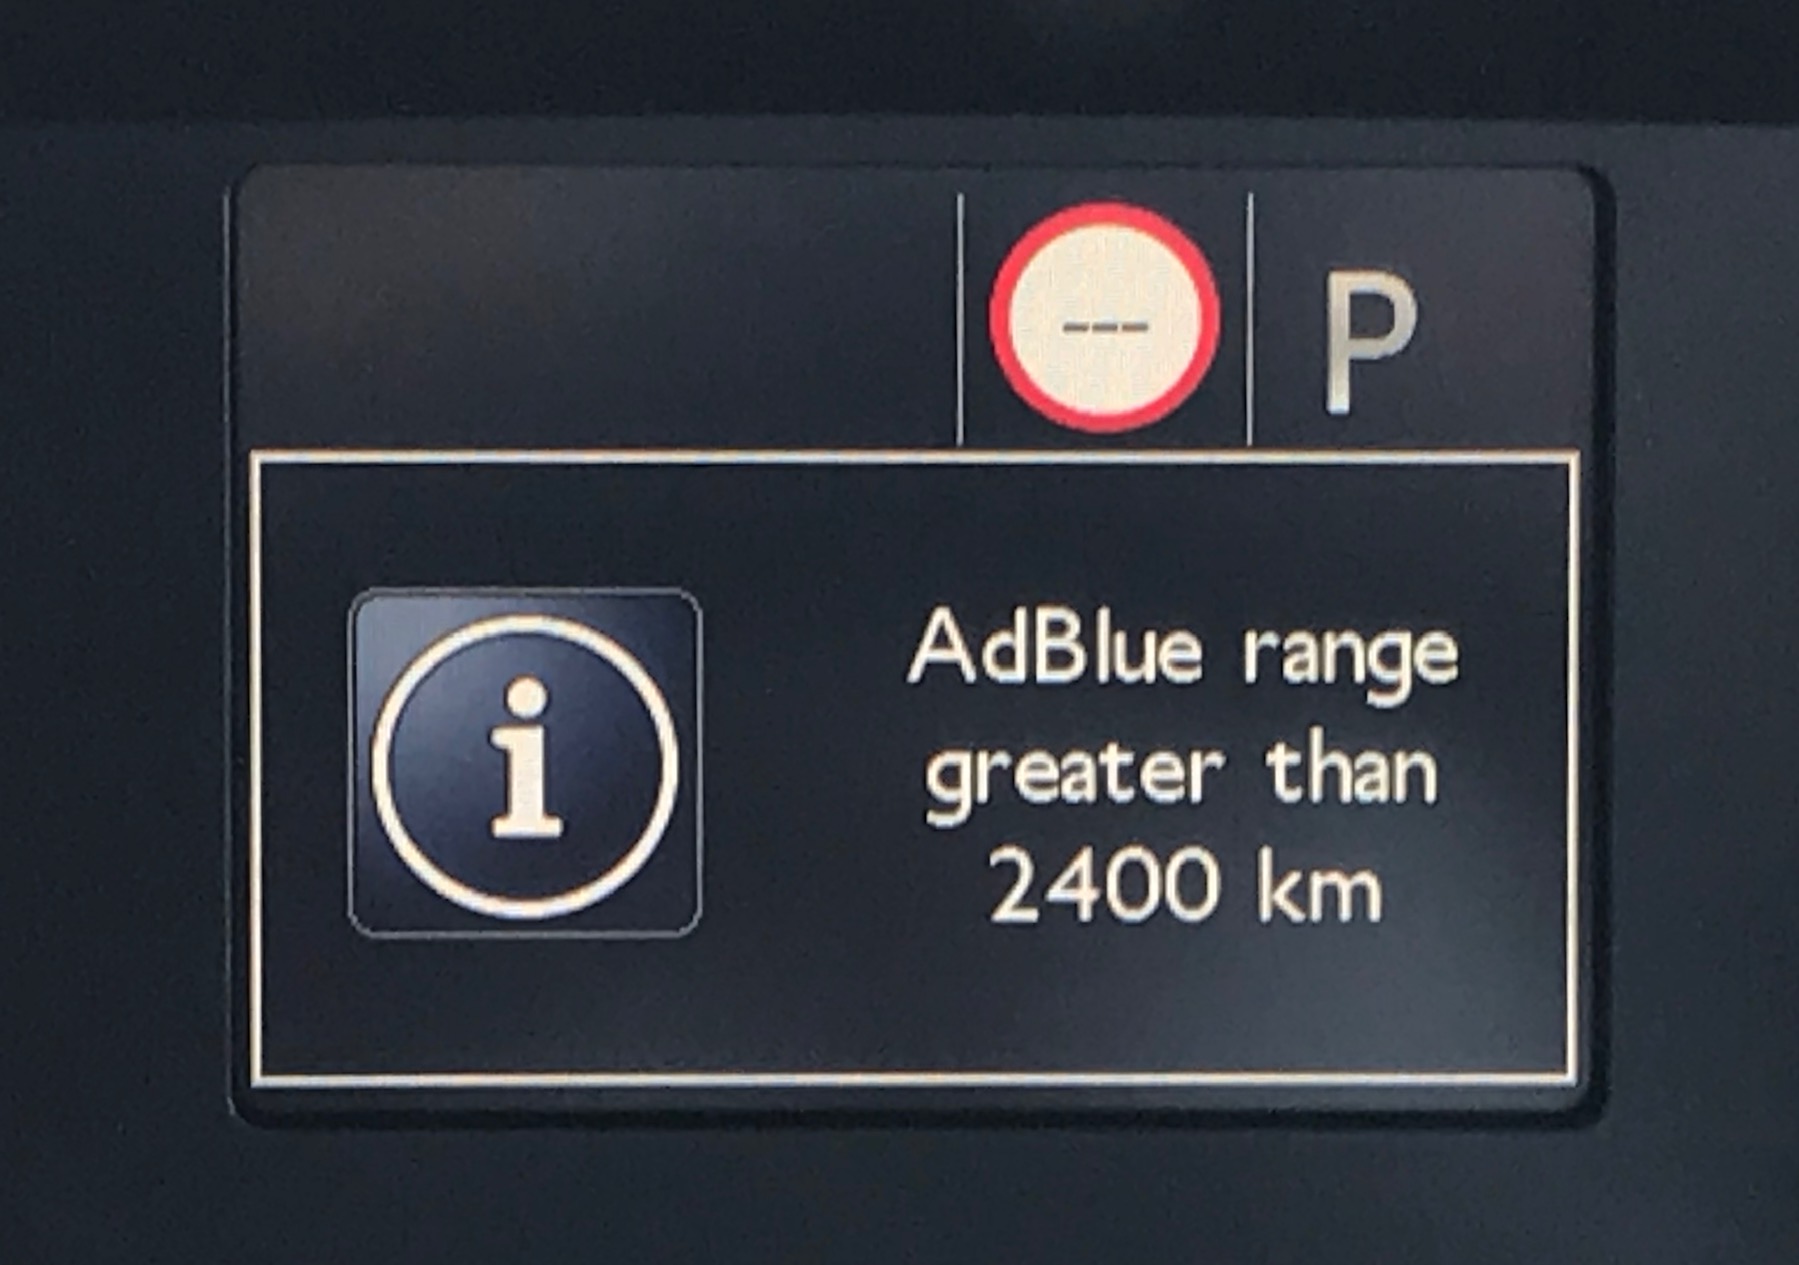 --- P
i
AdBlue range
greater than
2400 km